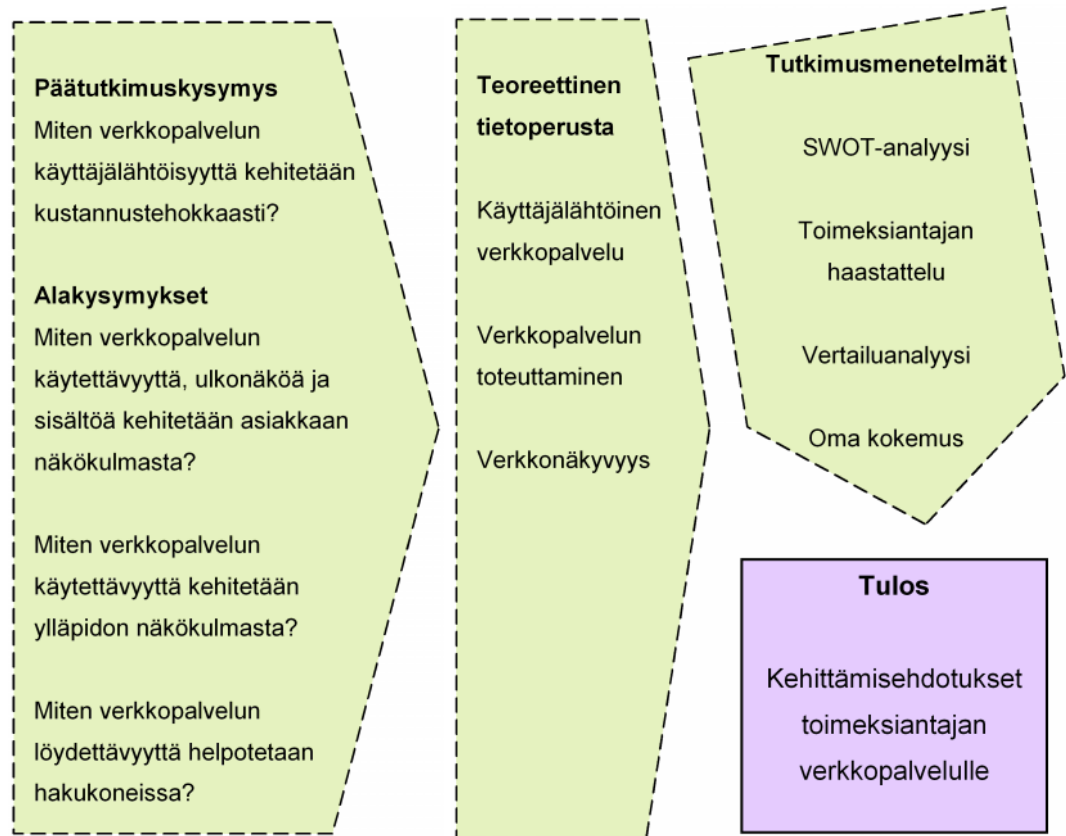 Päätutkimuskysymys
Miten verkkopalvelun
käyttäjälähtöisyyttä kehitetään
kustannustehokkaasti?
Alakysymykset
Miten verkkopalvelun
käytettävyyttä, ulkonäköä ja
sisältöä kehitetään asiakkaan
näkökulmasta?
Miten verkkopalvelun
käytettävyyttä kehitetään
ylläpidon näkökulmasta?
Miten verkkopalvelun
löydettävyyttä helpotetaan
hakukoneissa?
Teoreettinen
tietoperusta
Käyttäjälähtöinen
verkkopalvelu
Verkkopalvelun
toteuttaminen
Verkkonäkyvyys
Tutkimusmenetelmät
SWOT-analyysi
Toimeksiantajan
haastattelu
Vertailuanalyysi
Oma kokemus
Tulos
Kehittämisehdotukset
toimeksiantajan
verkkopalvelulle